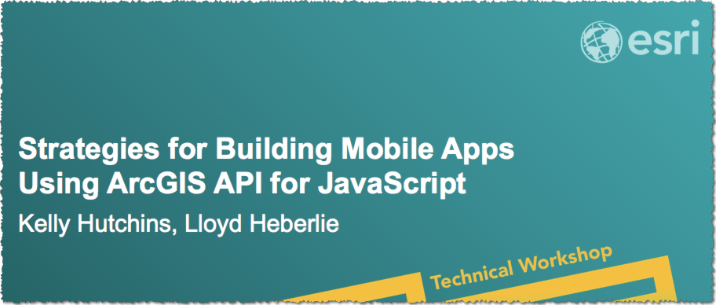 esri
Strategies for Building Mobile Apps
Using ArcGIS API for JavaScript
Kelly Hutchins, Lloyd Heberlie
Technical Workshop